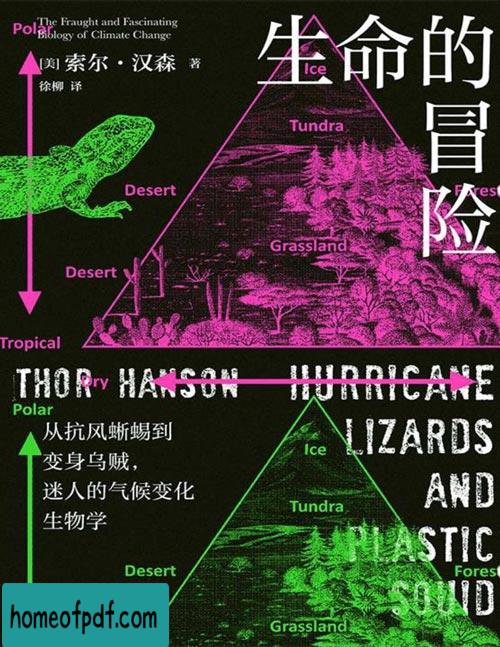 The Fraught and Fascinating
Biology of Climate Change
Polar
[美] 索尔·汉森 著
徐柳 译
生命的
冒
险
Ice
Tundra
Desert
Forest
Grassland
Desert
Tropical
THOR HANSON
Dry
HURRICANE
LIZARDS
AND
PLASTIC
SQUID
Polar
从抗风蜥蜴到
变身乌贼，
迷人的气候变化
生物学
Ice
Tundra
Desert
Forest
Grassland
homeofpdf.com